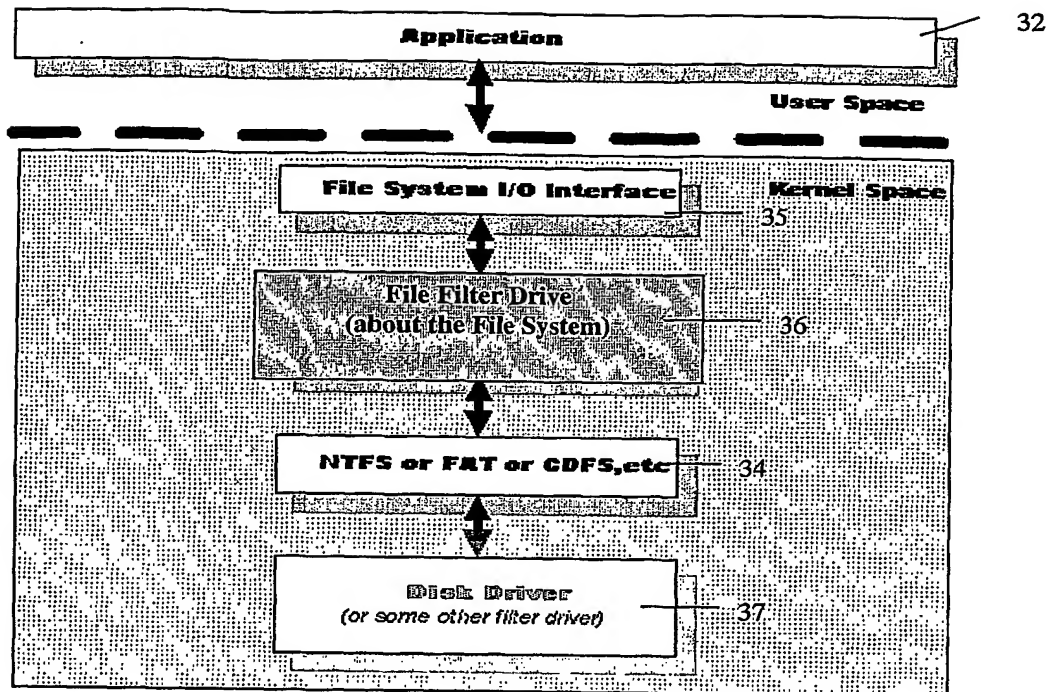 32
Application
User Space
File System I/O Interface
Kernel Space
35
File Filter Drive
(about the File System)
36
NTFS or FAT or CDFS,etc
34
Disk Driver
(or some other filter driver)
37